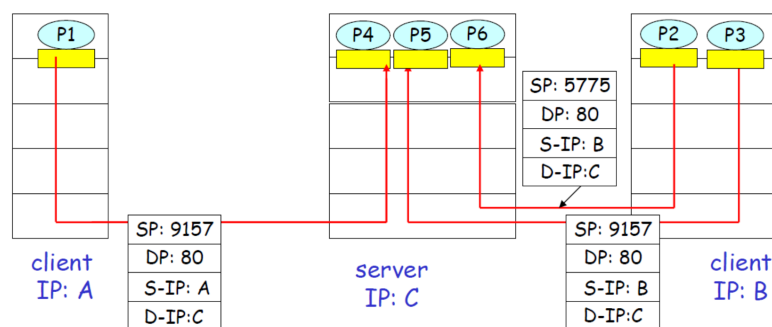 P1
P4
P5
P6
P2
P3
SP: 5775
DP: 80
S-IP: B
D-IP:C
client
IP: A
SP: 9157
DP: 80
S-IP: A
D-IP:C
server
IP: C
SP: 9157
DP: 80
S-IP: B
D-IP:C
client
IP: B